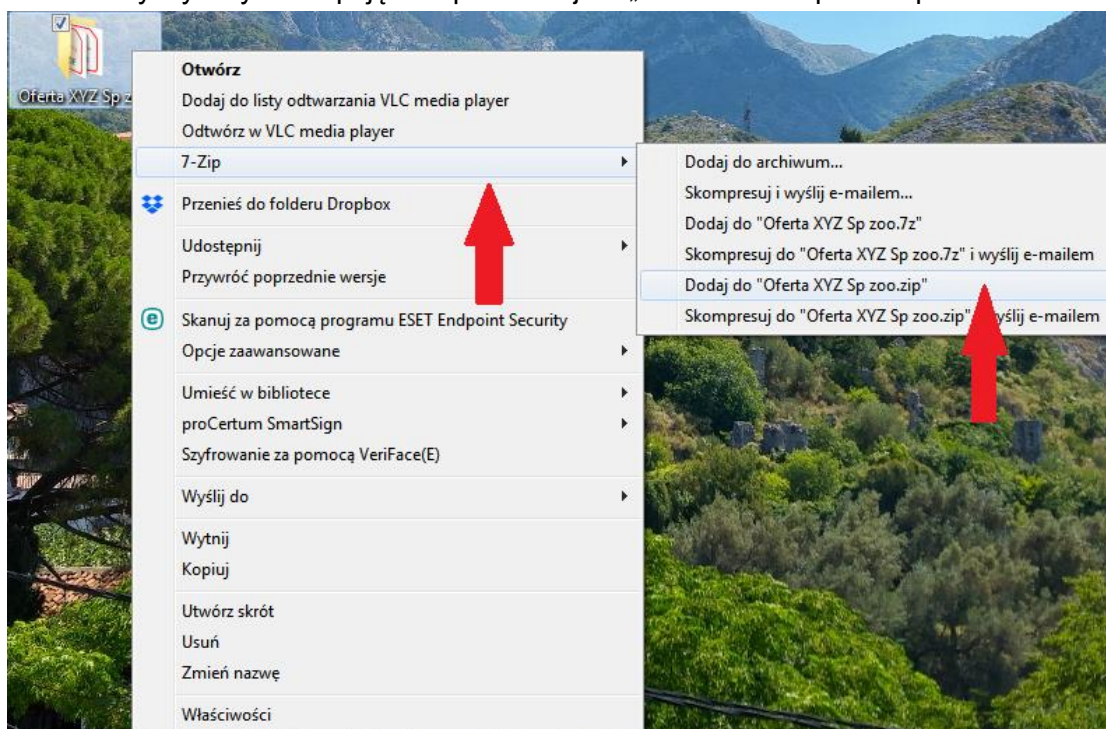 Oferta XYZ Sp z
Otwórz
Dodaj do listy odtwarzania VLC media player
Odtwórz w VLC media player
7-Zip
Przenieś do folderu Dropbox
Udostępnij
Przywróć poprzednie wersje
Skanuj za pomocą programu ESET Endpoint Security
Opcje zaawansowane
Umieść w bibliotece
proCertum SmartSign
Szyfrowanie za pomocą VeriFace(E)
Wyślij do
Wytnij
Kopiuj
Utwórz skrót
Usuń
Zmień nazwę
Właściwości
Dodaj do archiwum...
Skompresuj i wyślij e-mailem...
Dodaj do "Oferta XYZ Sp zoo.7z"
Skompresuj do "Oferta XYZ Sp zoo.7z" i wyślij e-mailem
Dodaj do "Oferta XYZ Sp zoo.zip"
Skompresuj do "Oferta XYZ Sp zoo.zip" wyślij e-mailem